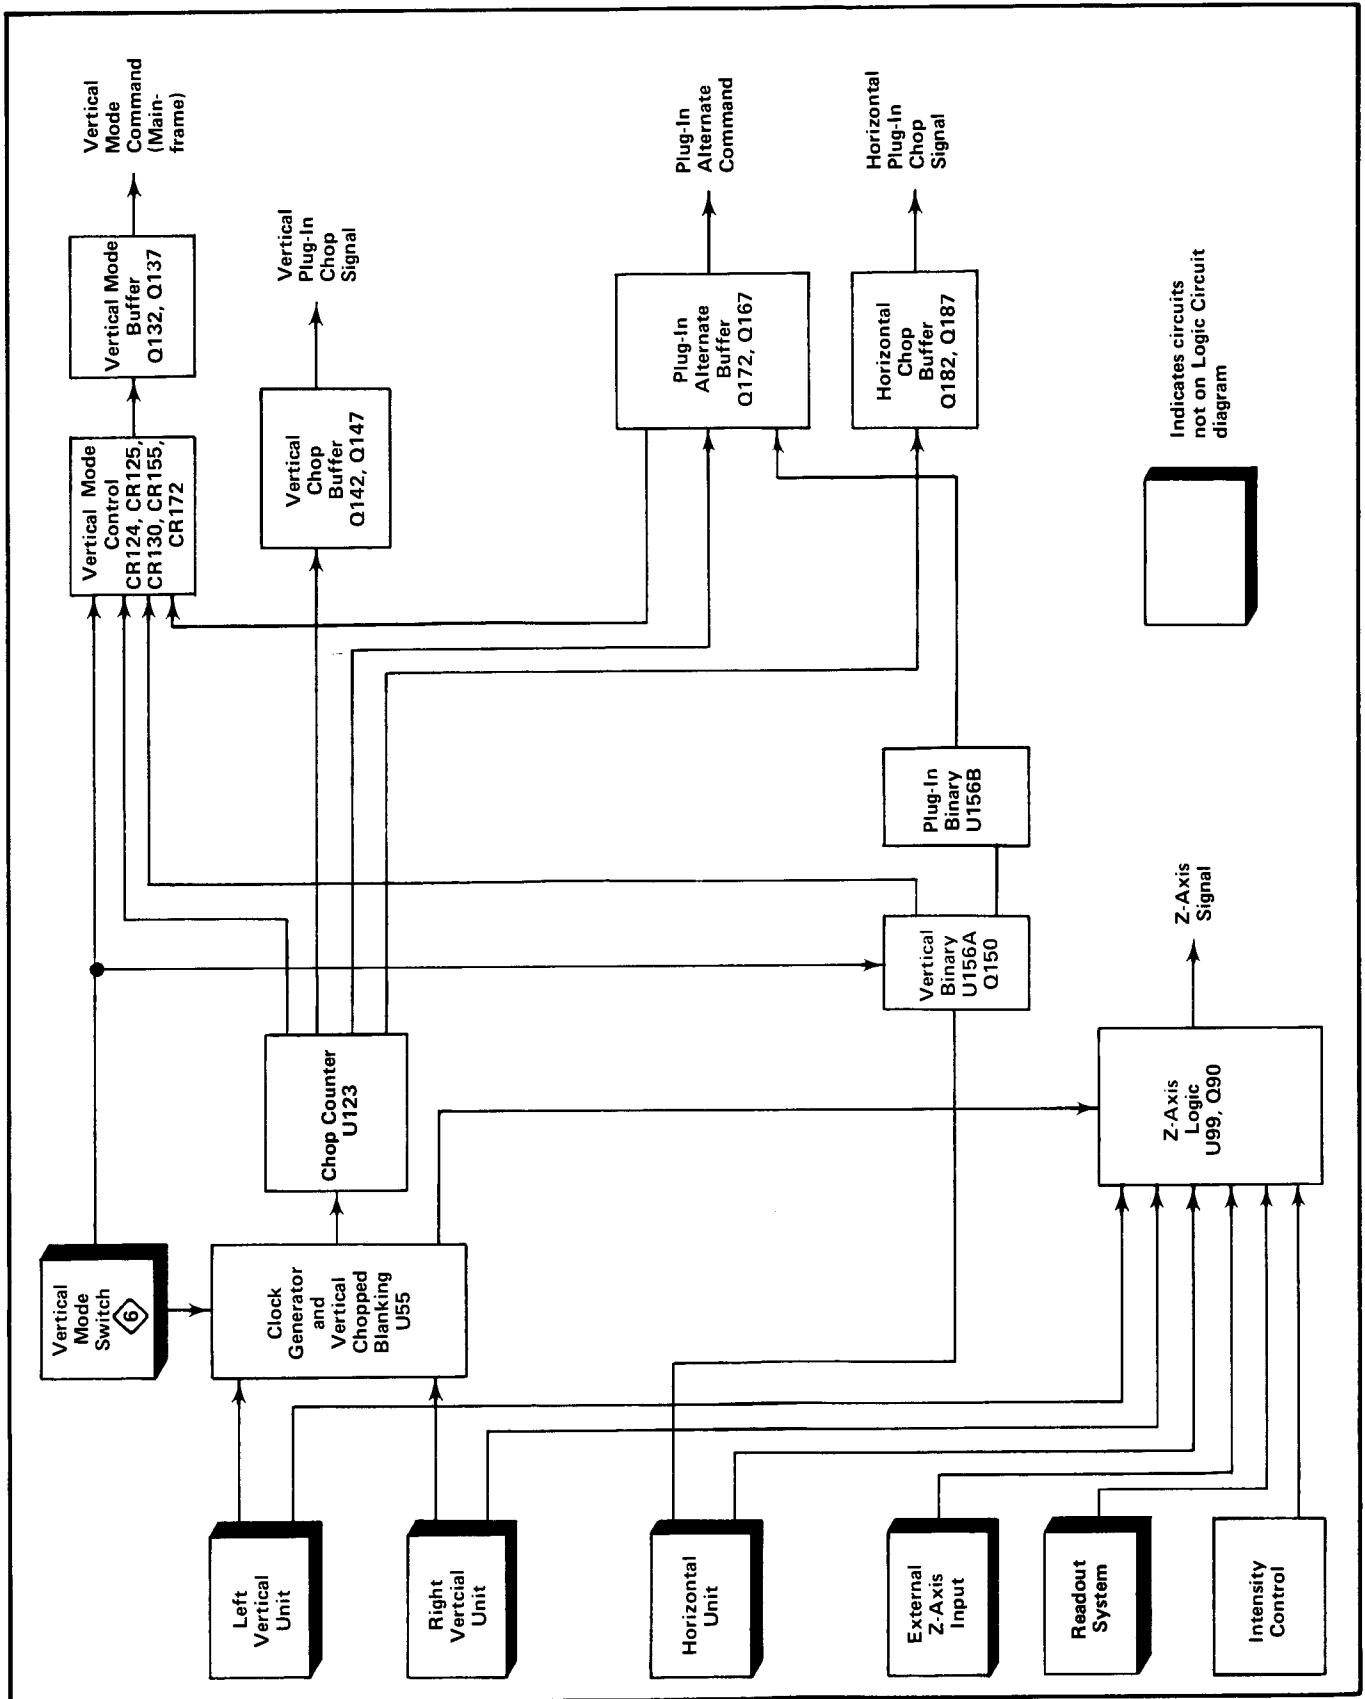 Vertical
Mode
Switch
6
Left
Vertical
Unit
Right
Vertcial
Unit
Horizontal
Unit
External
Z-Axis
Input
Readout
System
Intensity
Control
Clock
Generator
and
Vertical
Chopped
Blanking
U55
Chop Counter
U123
Z-Axis
Logic
U99, Q90
Z-Axis
Signal
Vertical
Binary
U156A
Q150
Plug-In
Binary
U156B
Vertical Mode
Control
CR124, CR125,
CR130, CR155,
CR172
Vertical Mode
Buffer
Q132, Q137
Vertical
Mode
Command
(Main-
frame)
Vertical
Chop
Buffer
Q142, Q147
Vertical
Plug-In
Chop
Signal
Plug-In
Alternate
Buffer
Q172, Q167
Plug-In
Alternate
Command
Horizontal
Chop
Buffer
Q182, Q187
Horizontal
Plug-In
Chop
Signal
Indicates circuits
not on Logic Circuit
diagram